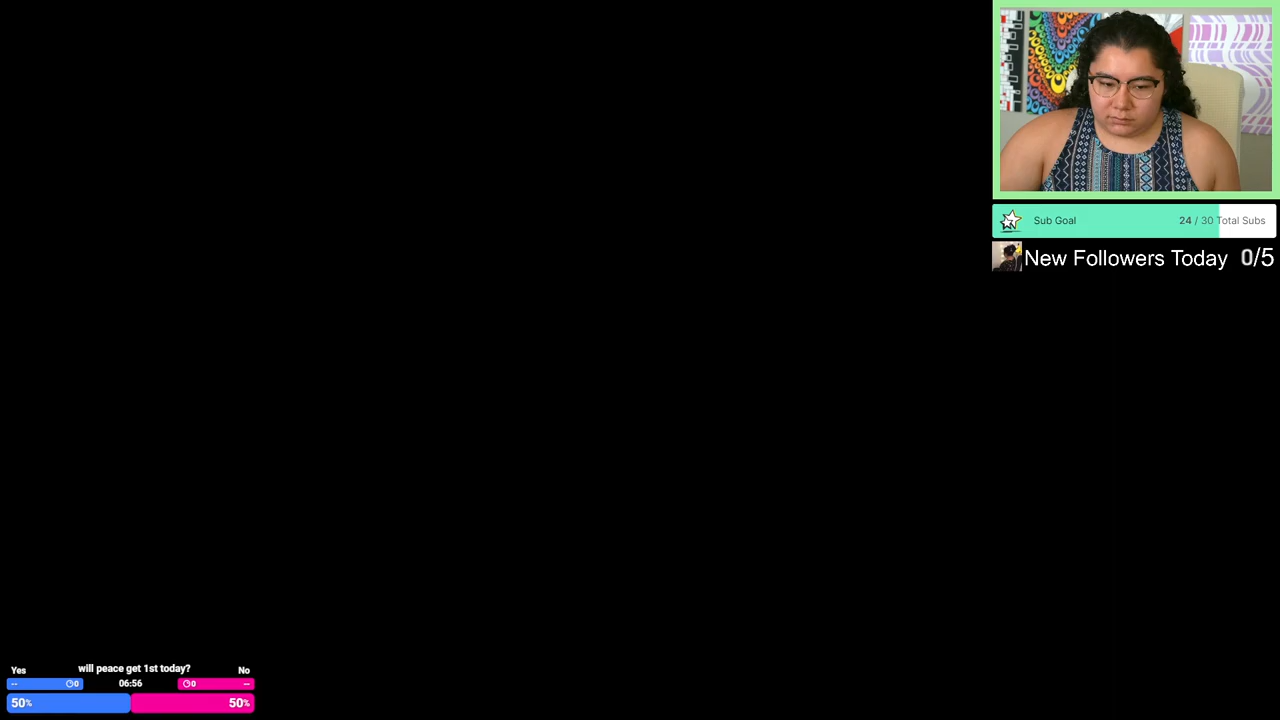 Sub Goal 24 / 30 Total Subs
New Followers Today 0/5
Yes will peace get 1st today? No
-- 0 06:56 0 --
50% 50%